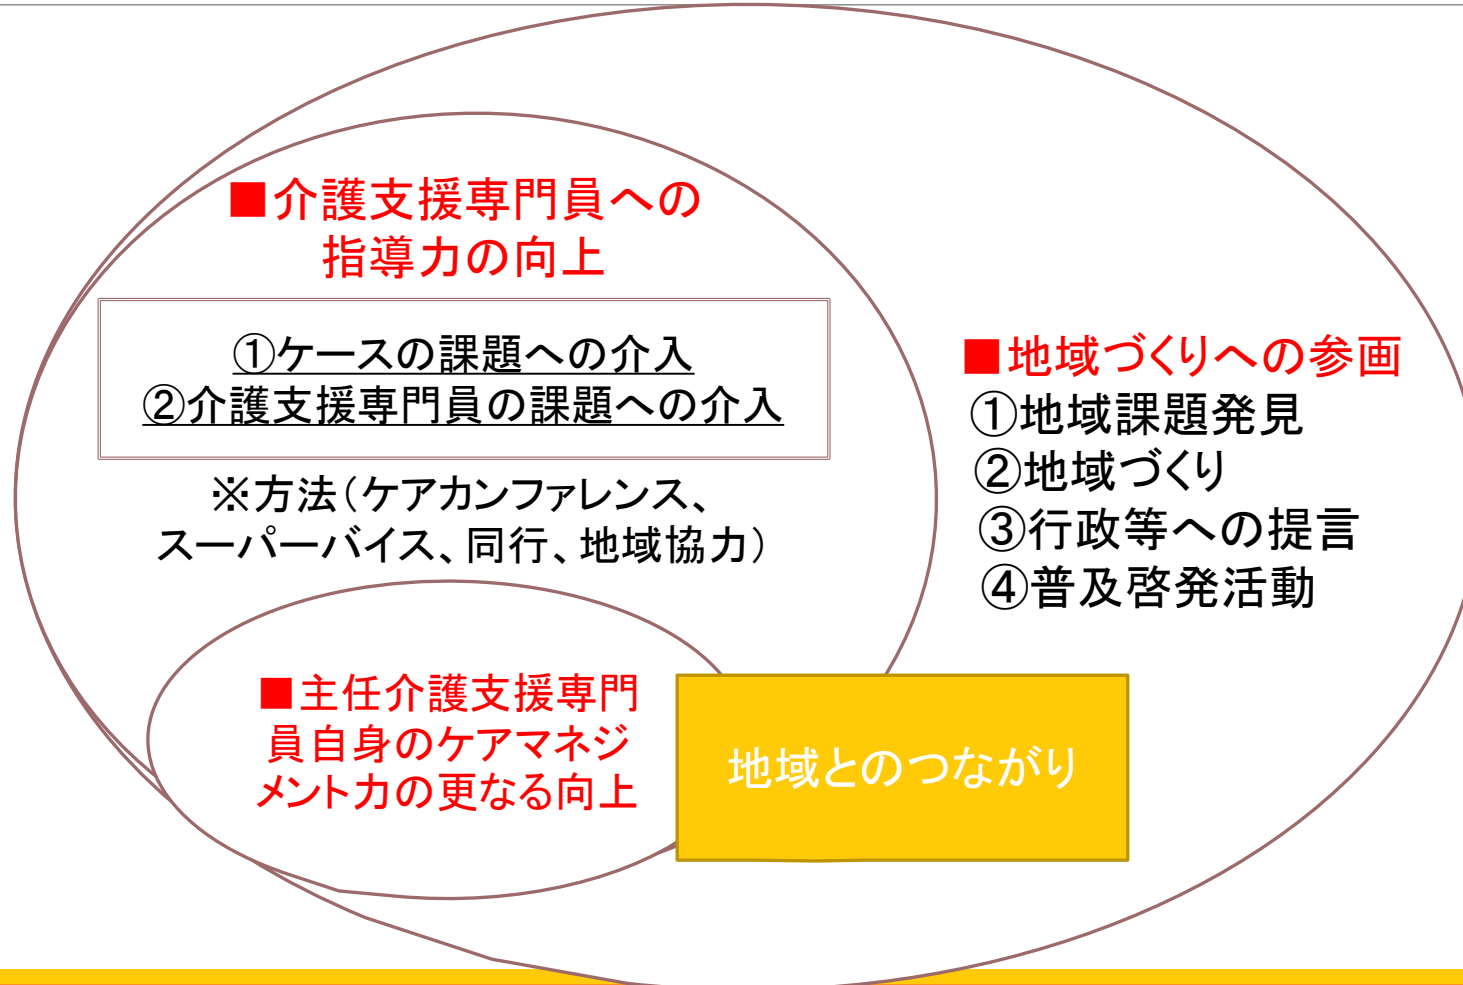 ■介護支援専門員への
指導力の向上
①ケースの課題への介入
②介護支援専門員の課題への介入
※方法（ケアカンファレンス、
スーパーバイス、同行、地域協力）
■主任介護支援専門
員自身のケアマネジ
メント力の更なる向上
地域とのつながり
■地域づくりへの参画
①地域課題発見
②地域づくり
③行政等への提言
④普及啓発活動